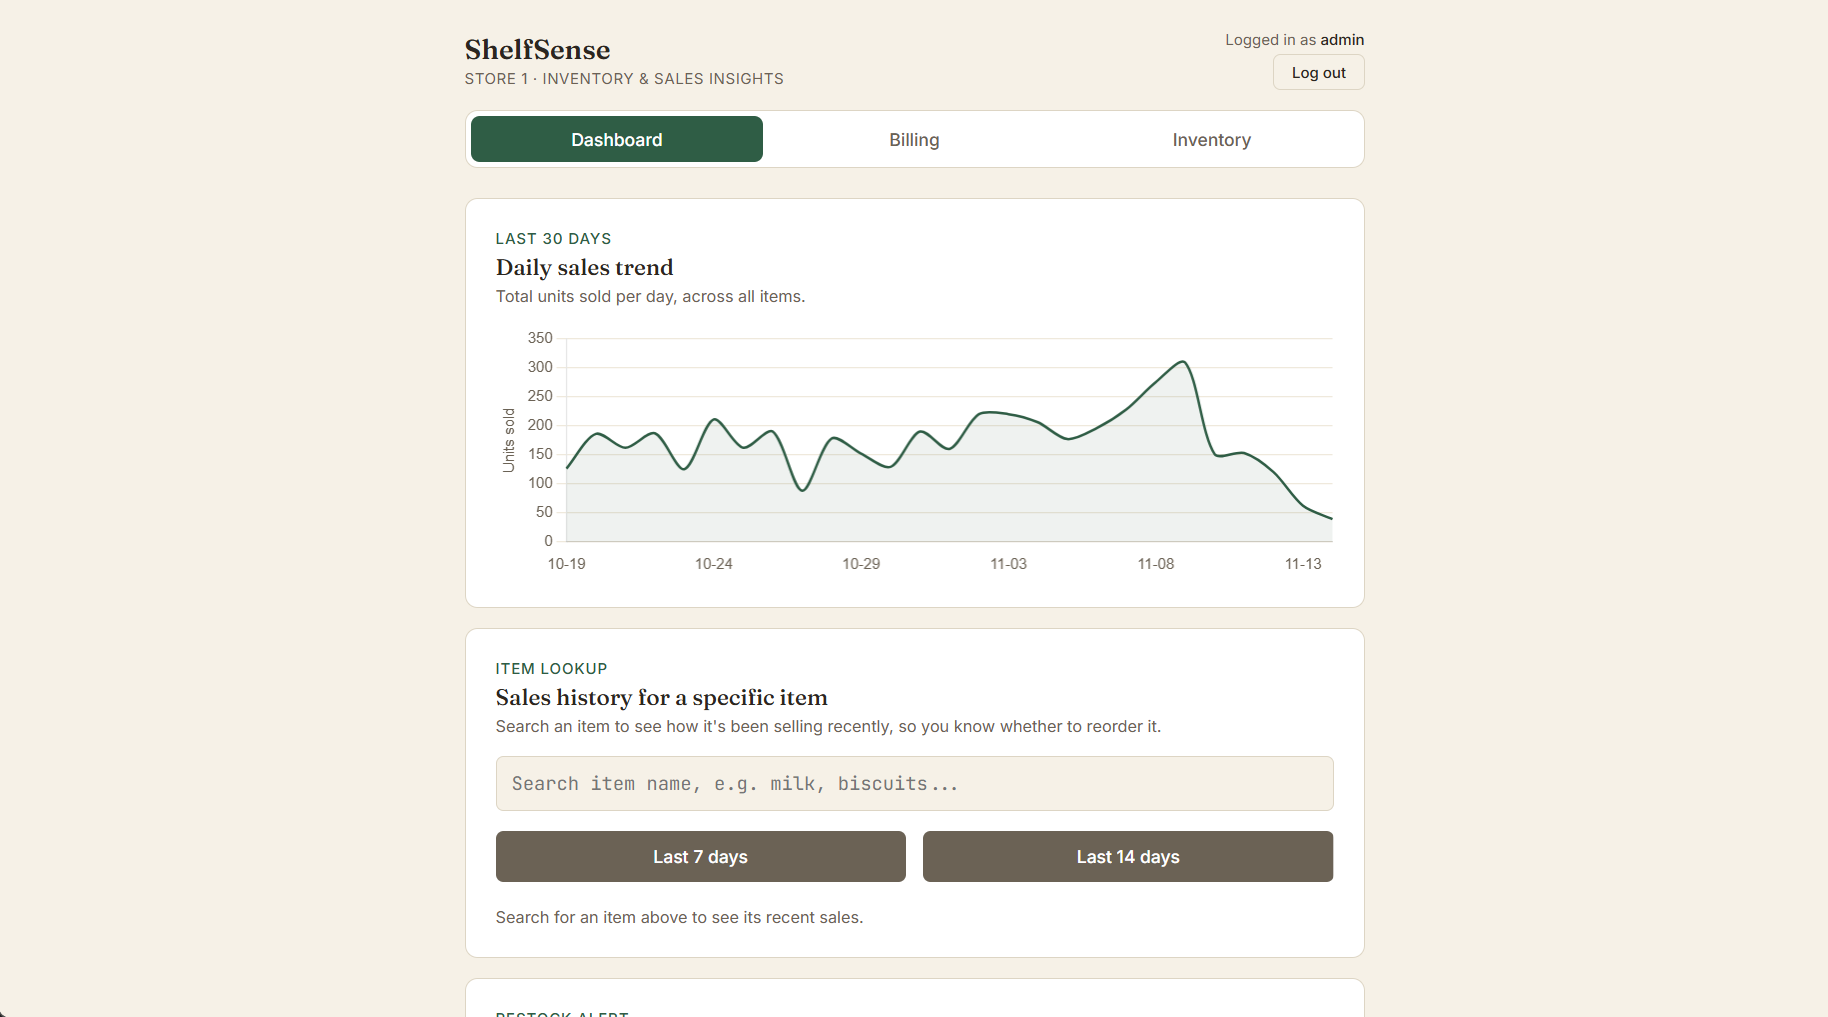 ShelfSense
STORE 1 · INVENTORY & SALES INSIGHTS
Logged in as admin
Log out
Dashboard
Billing
Inventory
LAST 30 DAYS
Daily sales trend
Total units sold per day, across all items.
Units sold
350
300
250
200
150
100
50
0
10-19
10-24
10-29
11-03
11-08
11-13
ITEM LOOKUP
Sales history for a specific item
Search an item to see how it's been selling recently, so you know whether to reorder it.
Search item name, e.g. milk, biscuits...
Last 7 days
Last 14 days
Search for an item above to see its recent sales.
RESTOCK ALERT